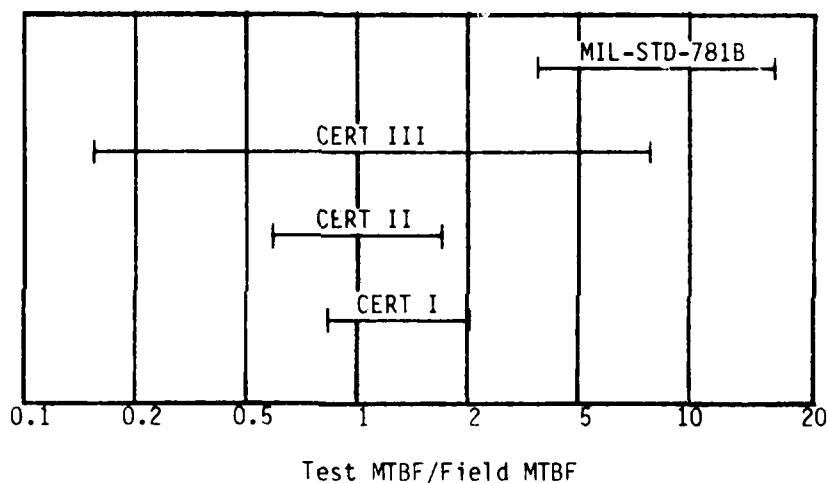 MIL-STD-781B
CERT III
CERT II
CERT I
0.1 0.2 0.5 1 2 5 10 20
Test MTBF/Field MTBF